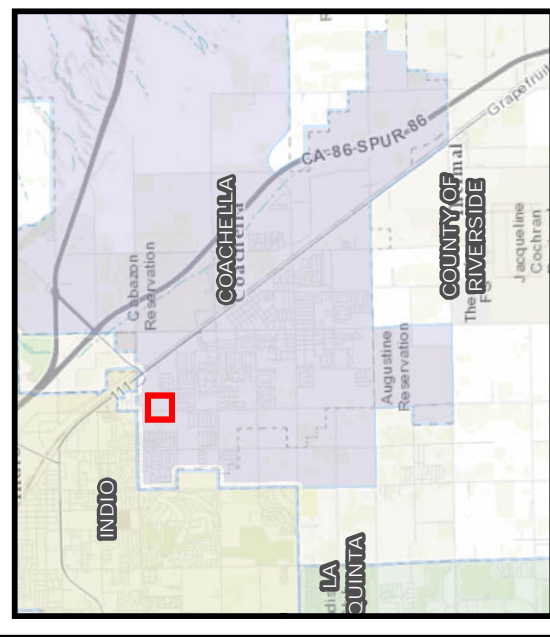 INDIO
111
Cabazon
Reservation
COACHELLA
Coachella
LA
QUINTA
CA-86-SPUR-86
Augustine
Reservation
COUNTY OF
RIVERSIDE
Grapefruit
The
Jacqueline
Cochran